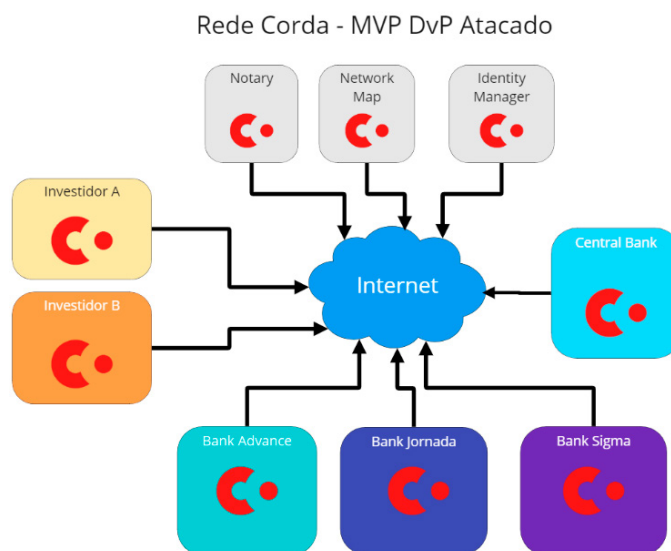 Rede Corda - MVP DvP Atacado
Notary
Network
Map
Identity
Manager
Investidor A
Internet
Central Bank
Investidor B
Bank Advance
Bank Jornada
Bank Sigma